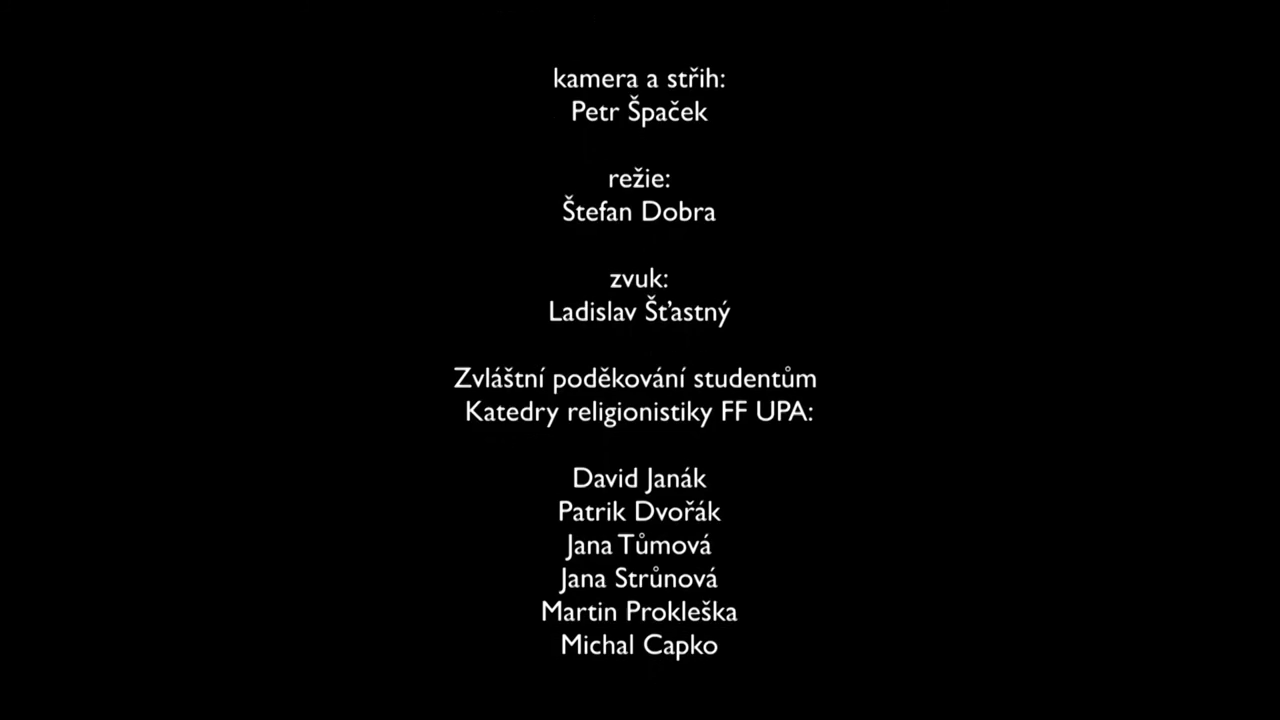 kamera a střih:
Petr Špaček
režie:
Štefan Dobra
zvuk:
Ladislav Šťastný
Zvláštní poděkování studentům
Katedry religionistiky FF UPA:
David Janák
Patrik Dvořák
Jana Tůmová
Jana Strůnová
Martin Prokleška
Michal Capko